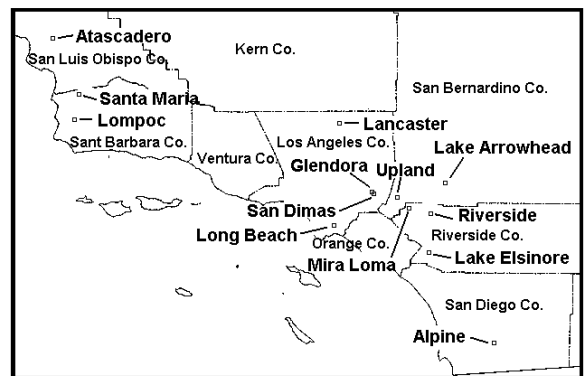 Atascadero
San Luis Obispo Co.
Kern Co.
San Bernardino Co.
Santa Maria
Lompoc
Sant Barbara Co.
Ventura Co.
Lancaster
Los Angeles Co.
Lake Arrowhead
Glendora
Upland
San Dimas
Long Beach
Orange Co.
Riverside
Riverside Co.
Mira Loma
Lake Elsinore
San Diego Co.
Alpine